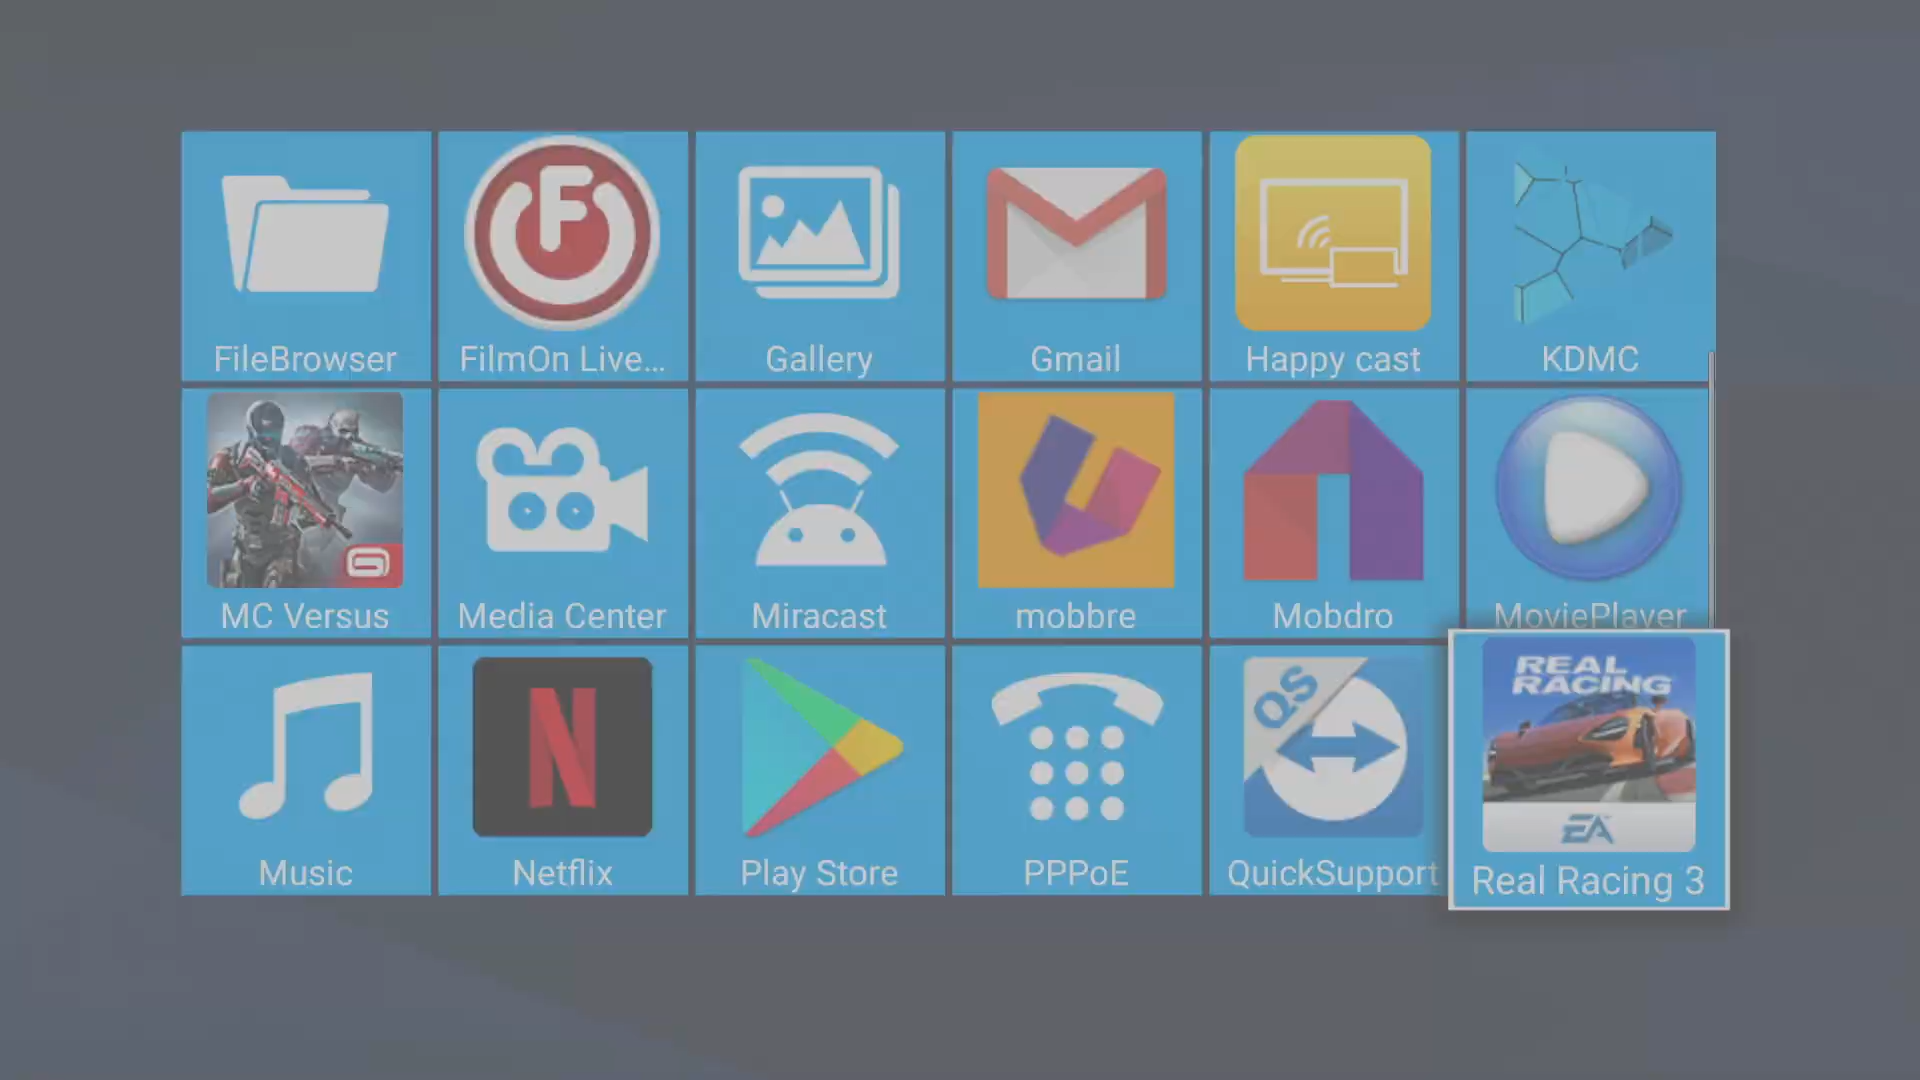 FileBrowser
FilmOn Live...
Gallery
Gmail
Happy cast
KDMC
MC Versus
Media Center
Miracast
mobbre
Mobdro
MoviePlayer
Music
Netflix
Play Store
PPPoE
QS
QuickSupport
REAL
RACING
EA
Real Racing 3